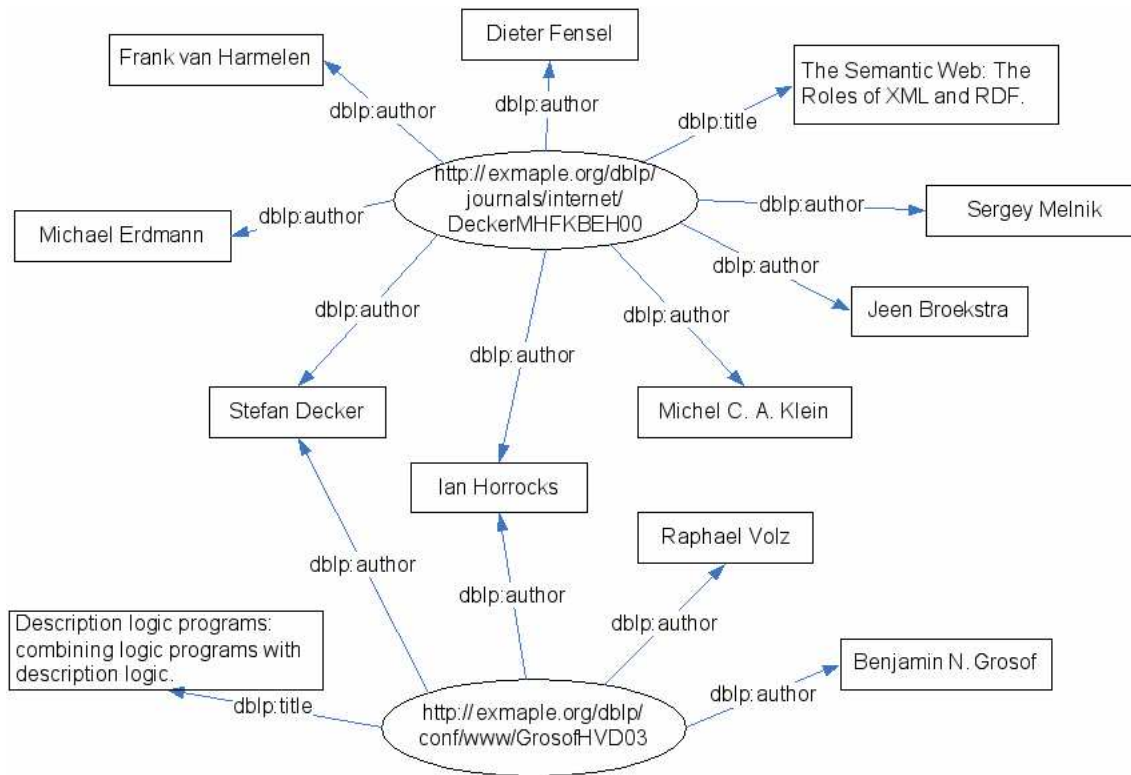 Dieter Fensel
Frank van Harmelen
The Semantic Web: The
Roles of XML and RDF.
dblp:author
dblp:author
dblp:title
http://exmaple.org/dblp/
journals/internet/
DeckerMHFKBEH00
dblp:author
dblp:author
Michael Erdmann
Sergey Melnik
dblp:author
dblp:author
dblp:author
Jeen Broekstra
dblp:author
Stefan Decker
Michel C. A. Klein
Ian Horrocks
Raphael Volz
dblp:author
dblp:author
Description logic programs:
combining logic programs with
description logic.
dblp:author
Benjamin N. Grosof
dblp:author
dblp:title
http://exmaple.org/dblp/
conf/www/GrosofHVD03